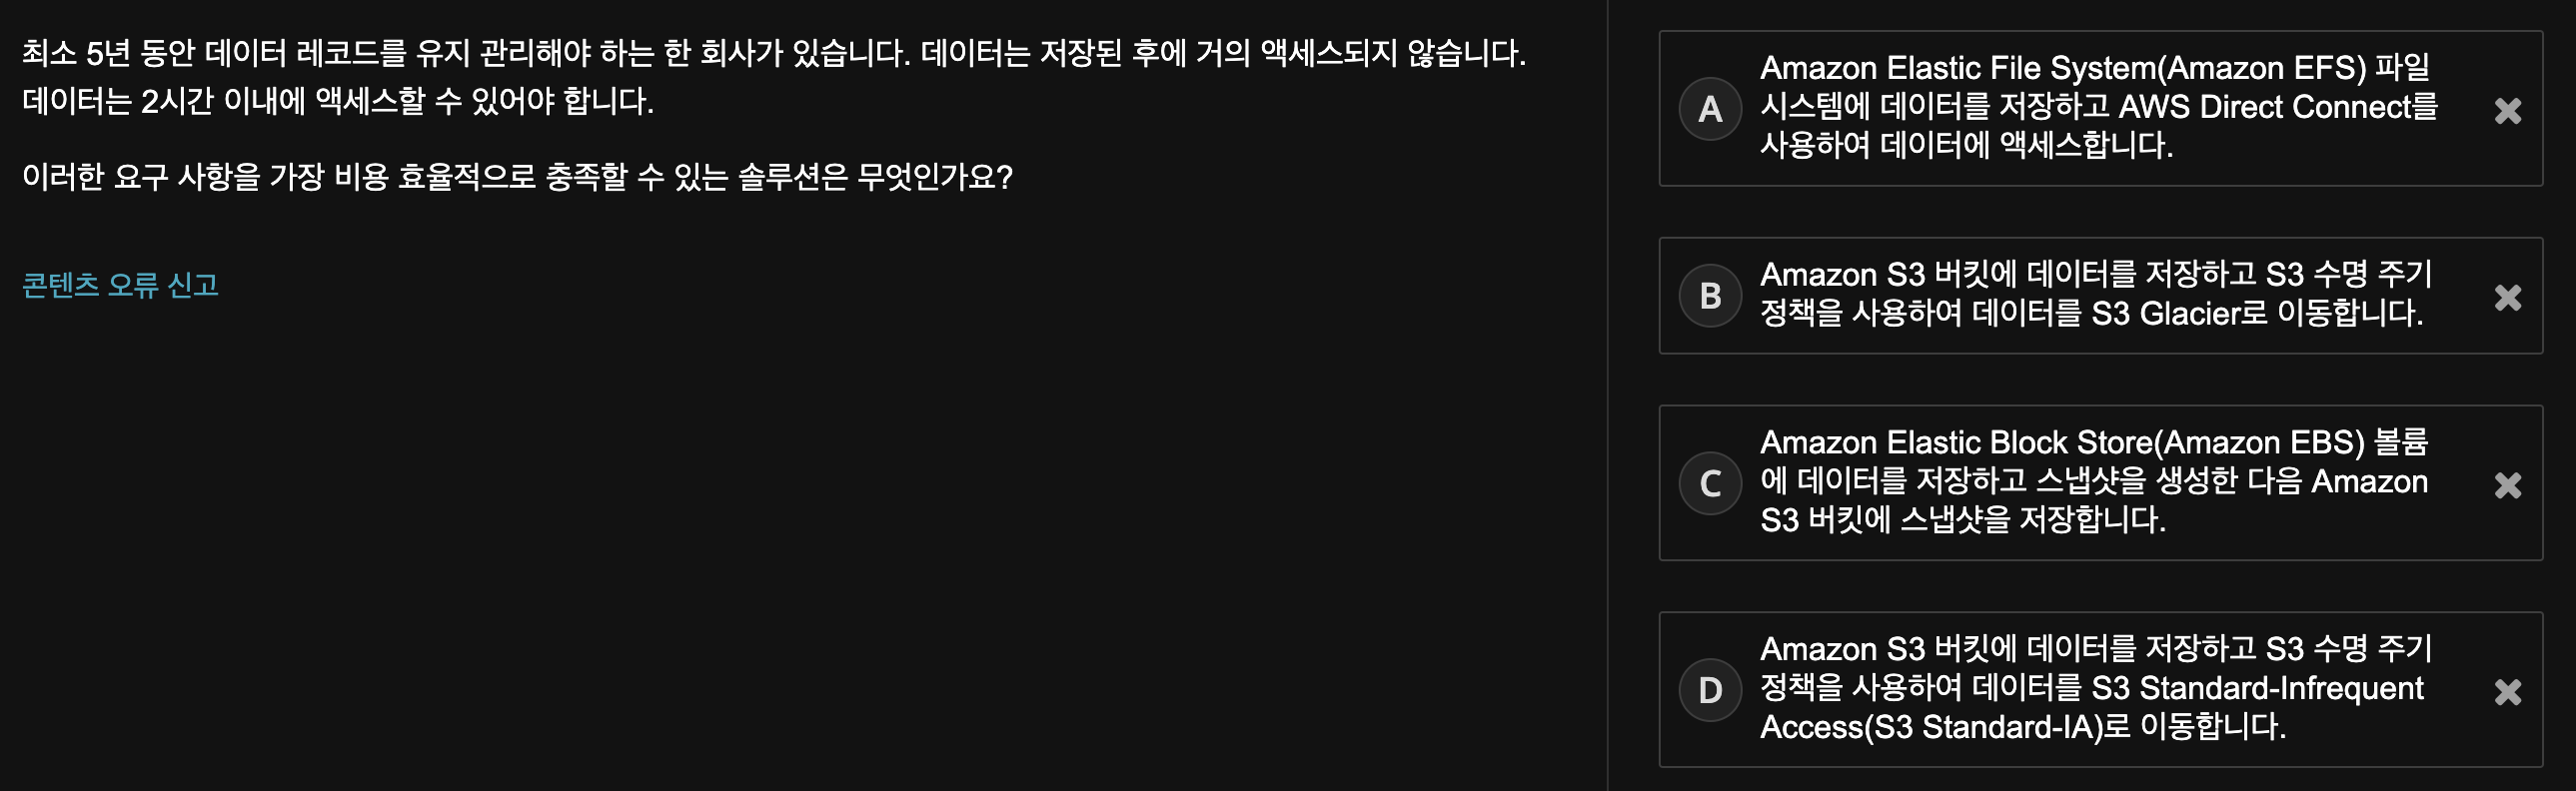 최소 5년 동안 데이터 레코드를 유지 관리해야 하는 한 회사가 있습니다. 데이터는 저장된 후에 거의 액세스되지 않습니다.
데이터는 2시간 이내에 액세스할 수 있어야 합니다.
이러한 요구 사항을 가장 비용 효율적으로 충족할 수 있는 솔루션은 무엇인가요?
콘텐츠 오류 신고
A
Amazon Elastic File System(Amazon EFS) 파일
시스템에 데이터를 저장하고 AWS Direct Connect를
사용하여 데이터에 액세스합니다.
B
Amazon S3 버킷에 데이터를 저장하고 S3 수명 주기
정책을 사용하여 데이터를 S3 Glacier로 이동합니다.
C
Amazon Elastic Block Store(Amazon EBS) 볼륨
에 데이터를 저장하고 스냅샷을 생성한 다음 Amazon
S3 버킷에 스냅샷을 저장합니다.
D
Amazon S3 버킷에 데이터를 저장하고 S3 수명 주기
정책을 사용하여 데이터를 S3 Standard-Infrequent
Access(S3 Standard-IA)로 이동합니다.